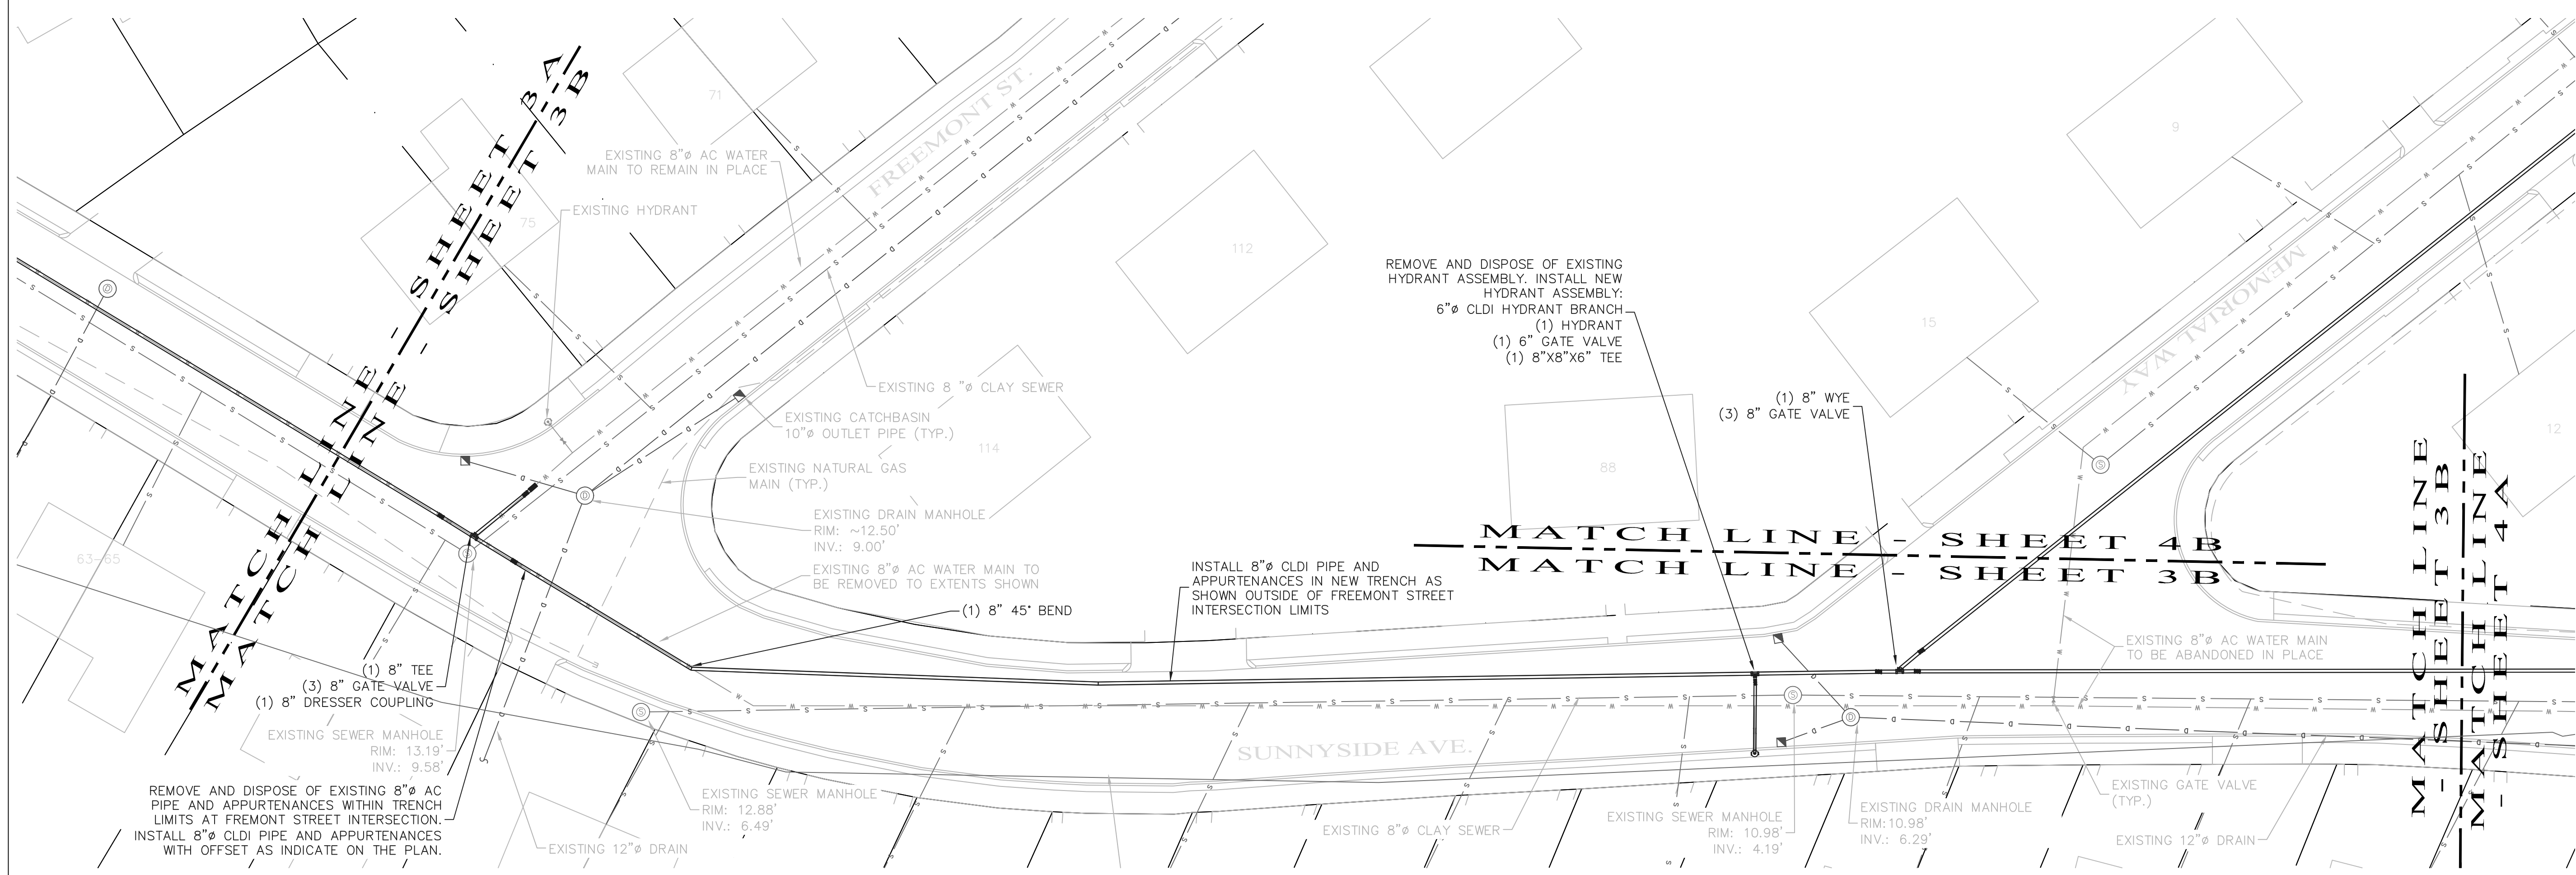 MATCH LINE - SHEET 3A
MATCH LINE - SHEET 3B
71
FREEMONT ST.
EXISTING 8"ø AC WATER
MAIN TO REMAIN IN PLACE
75
EXISTING HYDRANT
112
EXISTING 8 "ø CLAY SEWER
EXISTING CATCHBASIN
10"ø OUTLET PIPE (TYP.)
114
EXISTING NATURAL GAS
MAIN (TYP.)
EXISTING DRAIN MANHOLE
RIM: ~12.50'
INV.: 9.00'
EXISTING 8"ø AC WATER MAIN TO
BE REMOVED TO EXTENTS SHOWN
(1) 8" 45° BEND
63-65
(1) 8" TEE
(3) 8" GATE VALVE
(1) 8" DRESSER COUPLING
EXISTING SEWER MANHOLE
RIM: 13.19'
INV.: 9.58'
REMOVE AND DISPOSE OF EXISTING 8"ø AC
PIPE AND APPURTENANCES WITHIN TRENCH
LIMITS AT FREMONT STREET INTERSECTION.
INSTALL 8"ø CLDI PIPE AND APPURTENANCES
WITH OFFSET AS INDICATE ON THE PLAN.
EXISTING 12"ø DRAIN
EXISTING SEWER MANHOLE
RIM: 12.88'
INV.: 6.49'
INSTALL 8"ø CLDI PIPE AND
APPURTENANCES IN NEW TRENCH AS
SHOWN OUTSIDE OF FREEMONT STREET
INTERSECTION LIMITS
REMOVE AND DISPOSE OF EXISTING
HYDRANT ASSEMBLY. INSTALL NEW
HYDRANT ASSEMBLY:
6"ø CLDI HYDRANT BRANCH
(1) HYDRANT
(1) 6" GATE VALVE
(1) 8"X8"X6" TEE
88
(1) 8" WYE
(3) 8" GATE VALVE
15
9
12
MEMORIAL WAY
MATCH LINE - SHEET 4B
MATCH LINE - SHEET 3B
SUNNYSIDE AVE.
EXISTING 8"ø CLAY SEWER
EXISTING SEWER MANHOLE
RIM: 10.98'
INV.: 4.19'
EXISTING DRAIN MANHOLE
RIM:10.98'
INV.: 6.29'
EXISTING 8"ø AC WATER MAIN
TO BE ABANDONED IN PLACE
EXISTING GATE VALVE
(TYP.)
EXISTING 12"ø DRAIN
MATCH LINE
- SHEET 3B
MATCH LINE
- SHEET 4A